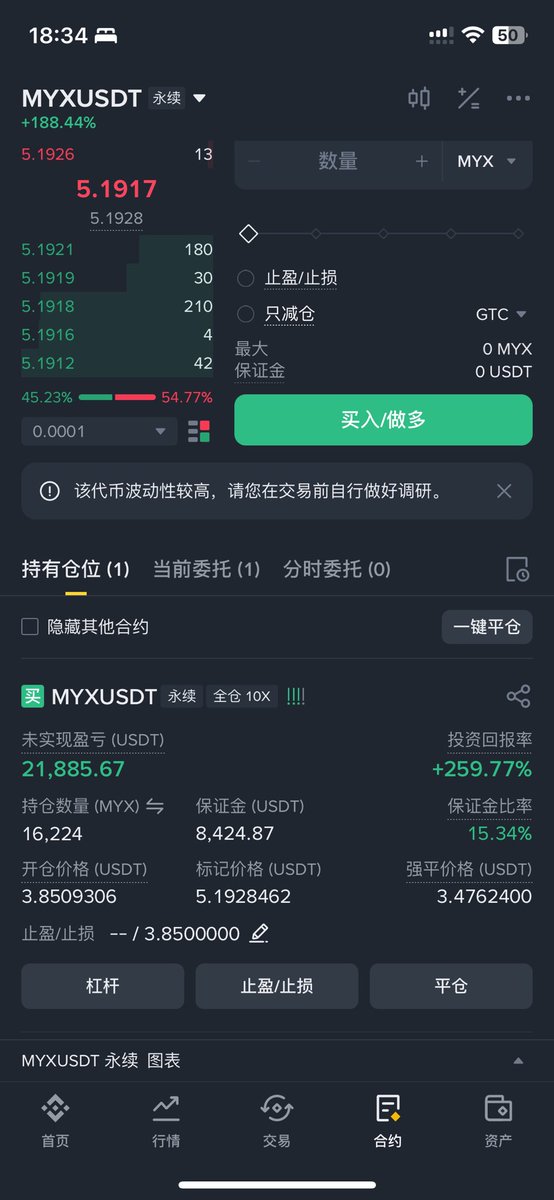 18:34
50
MYXUSDT 永续
+188.44%
5.1926 13
5.1917
5.1928
5.1921 180
5.1919 30
5.1918 210
5.1916 4
5.1912 42
45.23% 54.77%
0.0001
数量 MYX
止盈/止损
只减仓 GTC
最大 0 MYX
保证金 0 USDT
买入/做多
该代币波动性较高，请您在交易前自行做好调研。
持有仓位 (1) 当前委托 (1) 分时委托 (0)
隐藏其他合约 一键平仓
买 MYXUSDT 永续 全仓 10X !!!!
未实现盈亏 (USDT) 投资回报率
21,885.67 +259.77%
持仓数量 (MYX) 保证金 (USDT) 保证金比率
16,224 8,424.87 15.34%
开仓价格 (USDT) 标记价格 (USDT) 强平价格 (USDT)
3.8509306 5.1928462 3.4762400
止盈/止损 -- / 3.8500000
杠杆 止盈/止损 平仓
MYXUSDT 永续 图表
首页 行情 交易 合约 资产